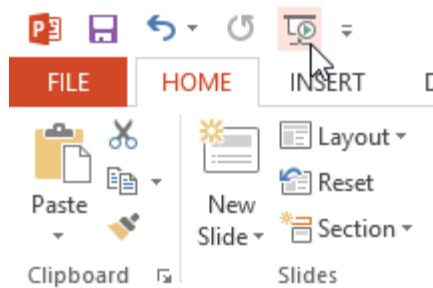 P
FILE HOME INSERT
Layout
Reset
Paste New
Slide Section
Clipboard Slides